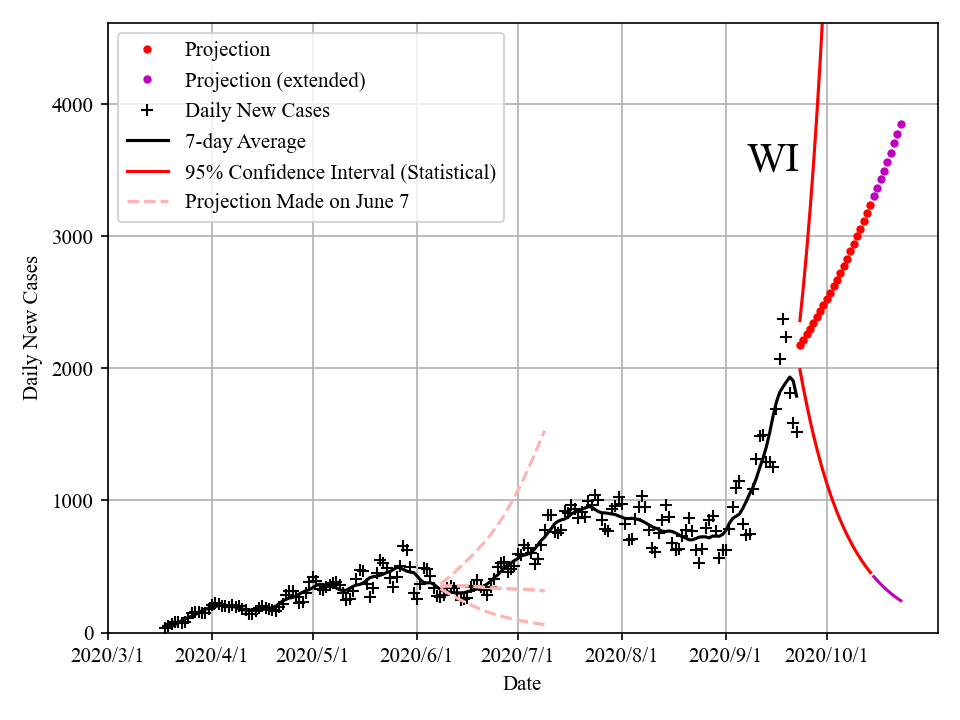 Projection
Projection (extended)
Daily New Cases
7-day Average
95% Confidence Interval (Statistical)
Projection Made on June 7
WI
4000
3000
2000
1000
0
Daily New Cases
2020/3/1 2020/4/1 2020/5/1 2020/6/1 2020/7/1 2020/8/1 2020/9/1 2020/10/1
Date